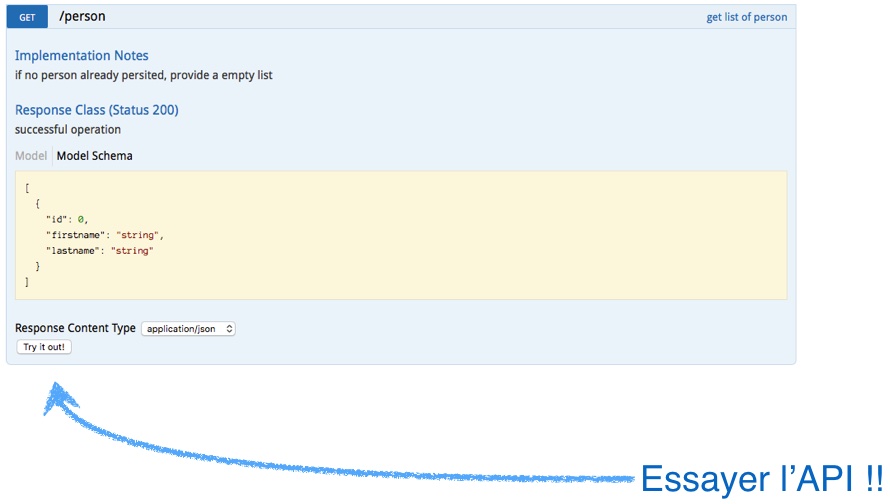 GET /person get list of person
Implementation Notes
if no person already persited, provide a empty list
Response Class (Status 200)
successful operation
Model Model Schema
[
{
"id": 0,
"firstname": "string",
"lastname": "string"
}
]
Response Content Type application/json
Try it out!
Essayer l’API !!